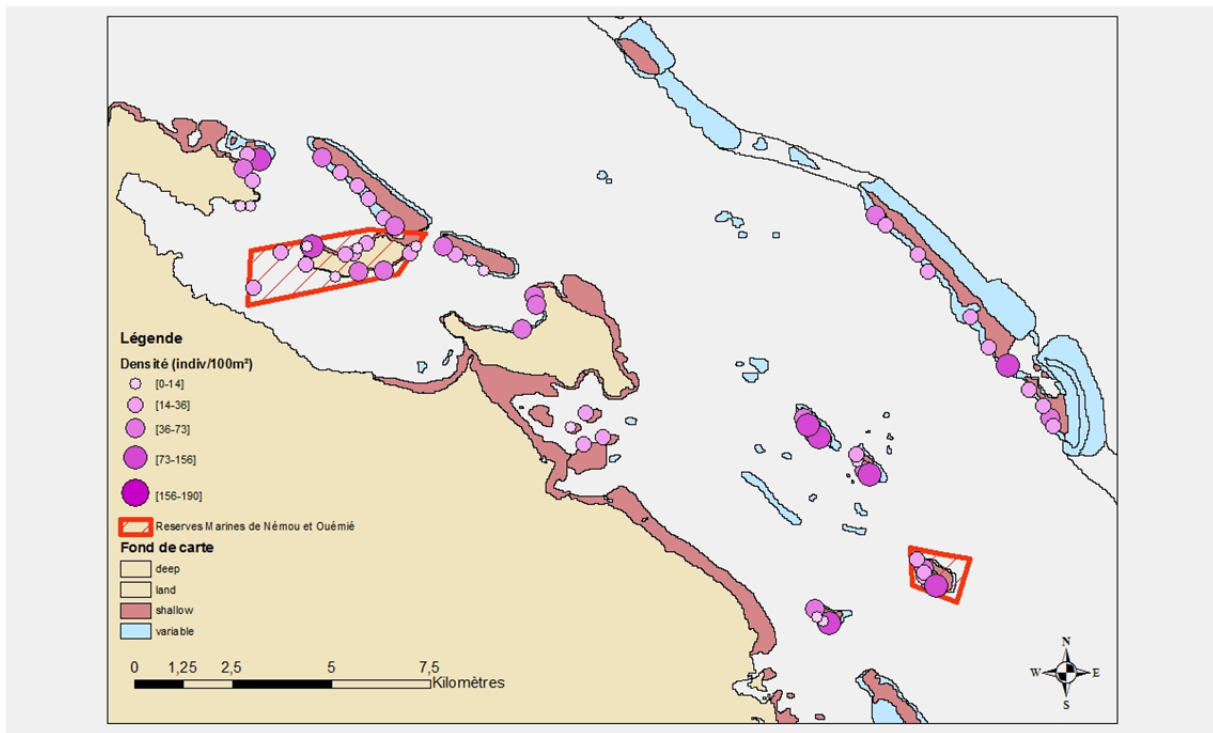 Légende
Densité (indiv/100m²)
[0-14]
[14-36]
[36-73]
[73-156]
[156-190]
Reserves Marines de Némou et Ouémié
Fond de carte
deep
land
shallow
variable
0 1,25 2,5 5 7,5
Kilomètres
N
W E
S